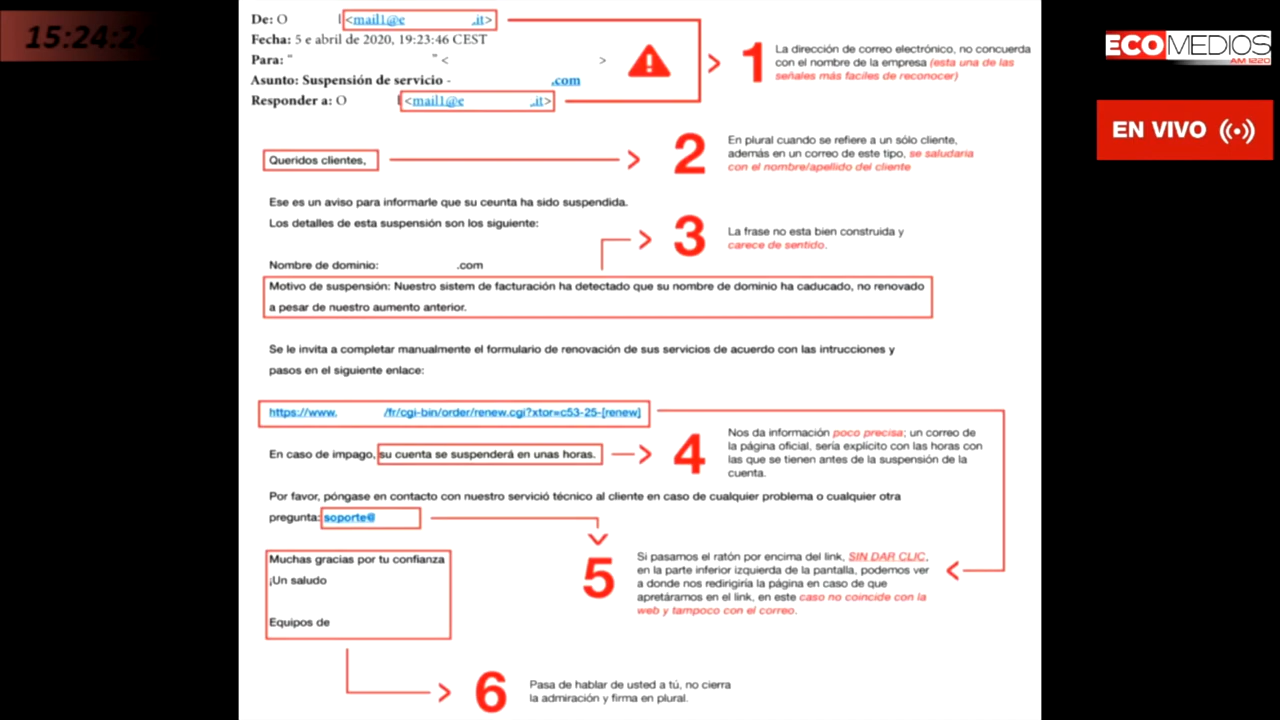 15:24:24
ECOMEDIOS
AM 1220
EN VIVO
De: O l <mail1@e .it>
Fecha: 5 e abril de 2020, 19:23:46 CEST
Para: " " < >
Asunto: Suspensión de servicio - .com
Responder a: O l <mail1@e .it>
1
La dirección de correo electrónico, no concuerda
con el nombre de la empresa (esta una de las
señales más faciles de reconocer)
Queridos clientes,
2
En plural cuando se refiere a un sólo cliente,
además en un correo de este tipo, se saludaria
con el nombre/apellido del cliente
Ese es un aviso para informarle que su ceunta ha sido suspendida.
Los detalles de esta suspensión son los siguiente:
3
La frase no esta bien construida y
carece de sentido.
Nombre de dominio: .com
Motivo de suspensión: Nuestro sistem de facturación ha detectado que su nombre de dominio ha caducado, no renovado
a pesar de nuestro aumento anterior.
Se le invita a completar manualmente el formulario de renovación de sus servicios de acuerdo con las intrucciones y
pasos en el siguiente enlace:
https://www. /fr/cgi-bin/order/renew.cgi?xtor=c53-25-[renew]
En caso de impago, su cuenta se suspenderá en unas horas.
4
Nos da información poco precisa; un correo de
la página oficial, sería explícito con las horas con
las que se tienen antes de la suspensión de la
cuenta.
Por favor, póngase en contacto con nuestro servició técnico al cliente en caso de cualquier problema o cualquier otra
pregunta: soporte@
5
Si pasamos el ratón por encima del link, SIN DAR CLIC,
en la parte inferior izquierda de la pantalla, podemos ver
a donde nos redirigiría la página en caso de que
apretáramos en el link, en este caso no coincide con la
web y tampoco con el correo.
Muchas gracias por tu confianza
¡Un saludo
Equipos de
6
Pasa de hablar de usted a tú, no cierra
la admiración y firma en plural.